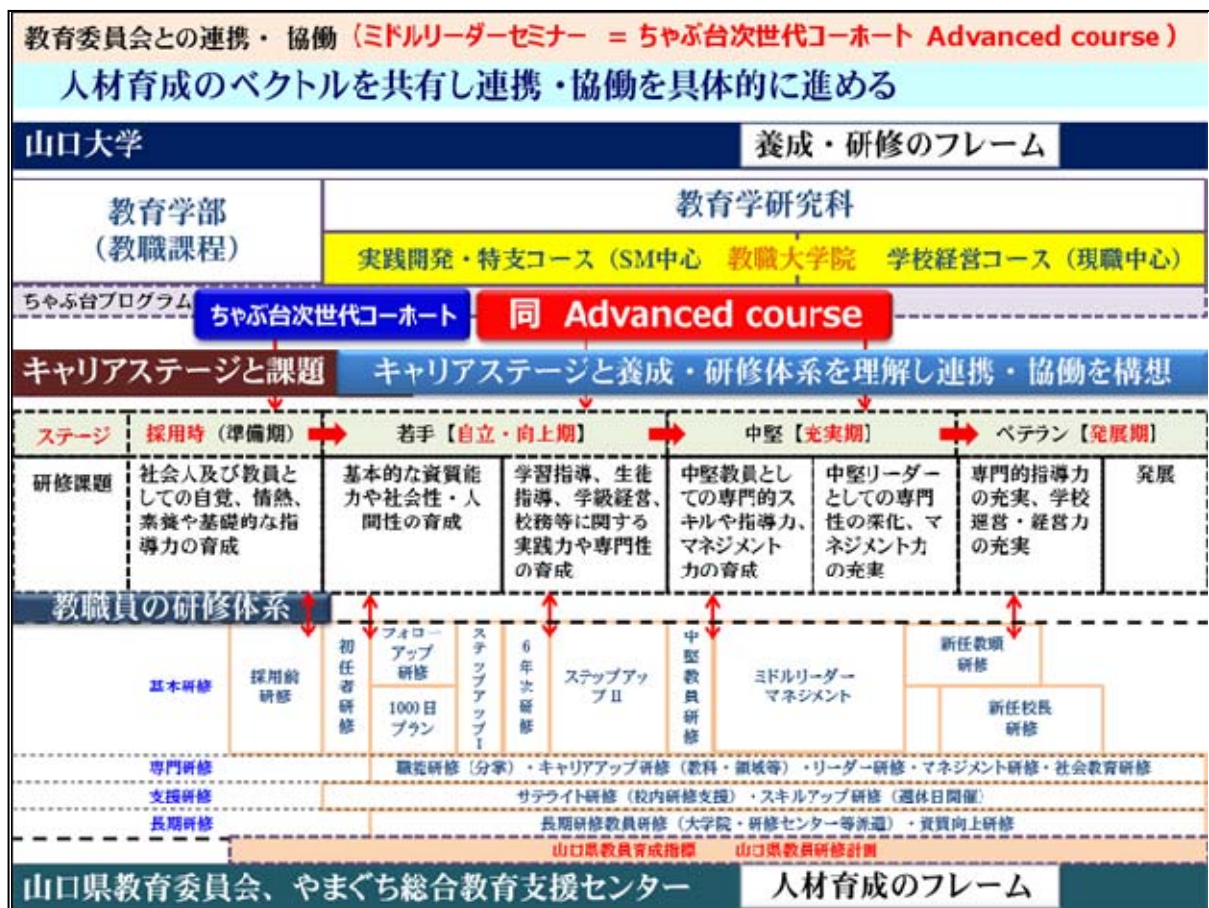 教育委員会との連携・ 協働 (ミドルリーダーセミナー = ちゃぶ台次世代コーホート Advanced course )
人材育成のベクトルを共有し連携・協働を具体的に進める
山口大学
養成・研修のフレーム
教育学部
(教職課程)
教育学研究科
実践開発・特支コース(SM中心
教職大学院
学校経営コース(現職中心)
ちゃぶ台プログラム
ちゃぶ台次世代コーホート
同 Advanced course
キャリアステージと課題
キャリアステージと養成・研修体系を理解し連携・協働を構想
ステージ
採用時(準備期)
若手【自立・向上期】
中堅【充実期】
ベテラン【発展期】
研修課題
社会人及び教員と
しての自覚、情熱、
素養や基礎的な指
導力の育成
基本的な資質能
力や社会性・人
間性の育成
学習指導、生徒
指導、学級経営、
校務等に関する
実践力や専門性
の育成
中堅教員とし
ての専門的ス
キルや指導力、
マネジメント
力の育成
中堅リーダー
としての専門
性の深化、マ
ネジメント力
の充実
専門的指導力
の充実、学校
運営・経営力
の充実
発展
教職員の研修体系
基本研修
採用前
研修
初任者研修
フォロー
アップ
研修
1000日
プラン
ステップアップⅠ
6年次研修
ステップアッ
プⅡ
中堅教員研修
ミドルリーダー
マネジメント
新任教頭
研修
新任校長
研修
専門研修
職能研修(分掌)・キャリアアップ研修(教科・領域等)・リーダー研修・マネジメント研修・社会教育研修
支援研修
サテライト研修(校内研修支援)・スキルアップ研修(週休日開催)
長期研修
長期研修教員研修(大学院・研修センター等派遣)・資質向上研修
山口県教員育成指標 山口県教員研修計画
山口県教育委員会、やまぐち総合教育支援センター
人材育成のフレーム